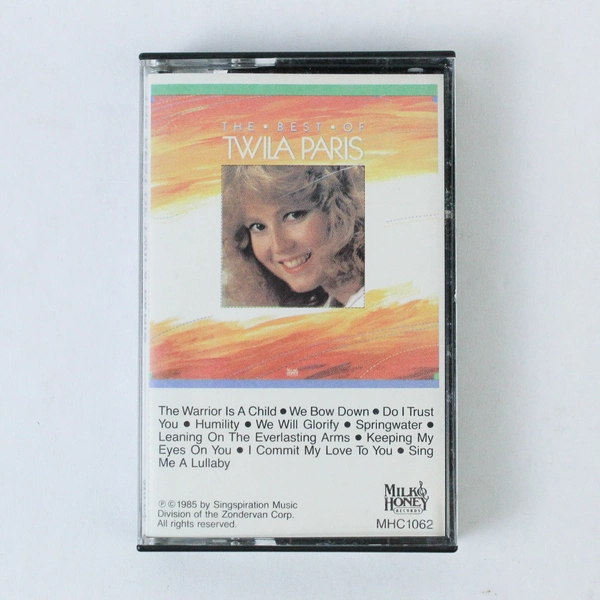 THE • BEST • OF
TWILA PARIS
The Warrior Is A Child ● We Bow Down ● Do I Trust
You ● Humility ● We Will Glorify ● Springwater ●
Leaning On The Everlasting Arms ● Keeping My
Eyes On You ● I Commit My Love To You ● Sing
Me A Lullaby
℗ © 1985 by Singspiration Music
Division of the Zondervan Corp.
All rights reserved.
MILK &
HONEY
RECORDS
MHC1062